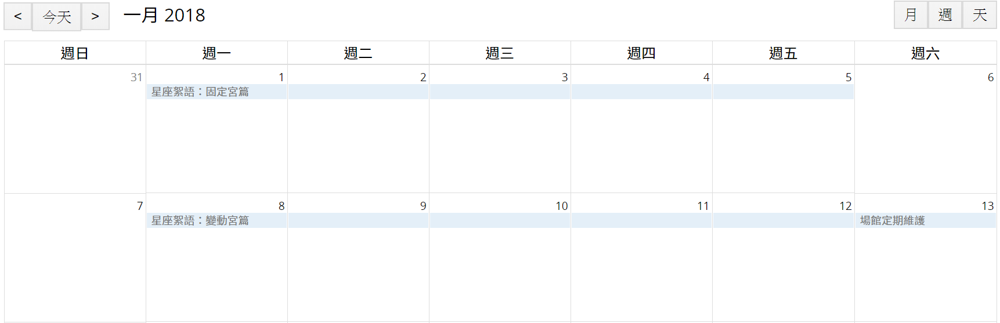 < 今天 > 一月 2018 月 週 天
週日 週一 週二 週三 週四 週五 週六
31 1 2 3 4 5 6
星座絮語：固定宮篇
7 8 9 10 11 12 13
星座絮語：變動宮篇 場館定期維護